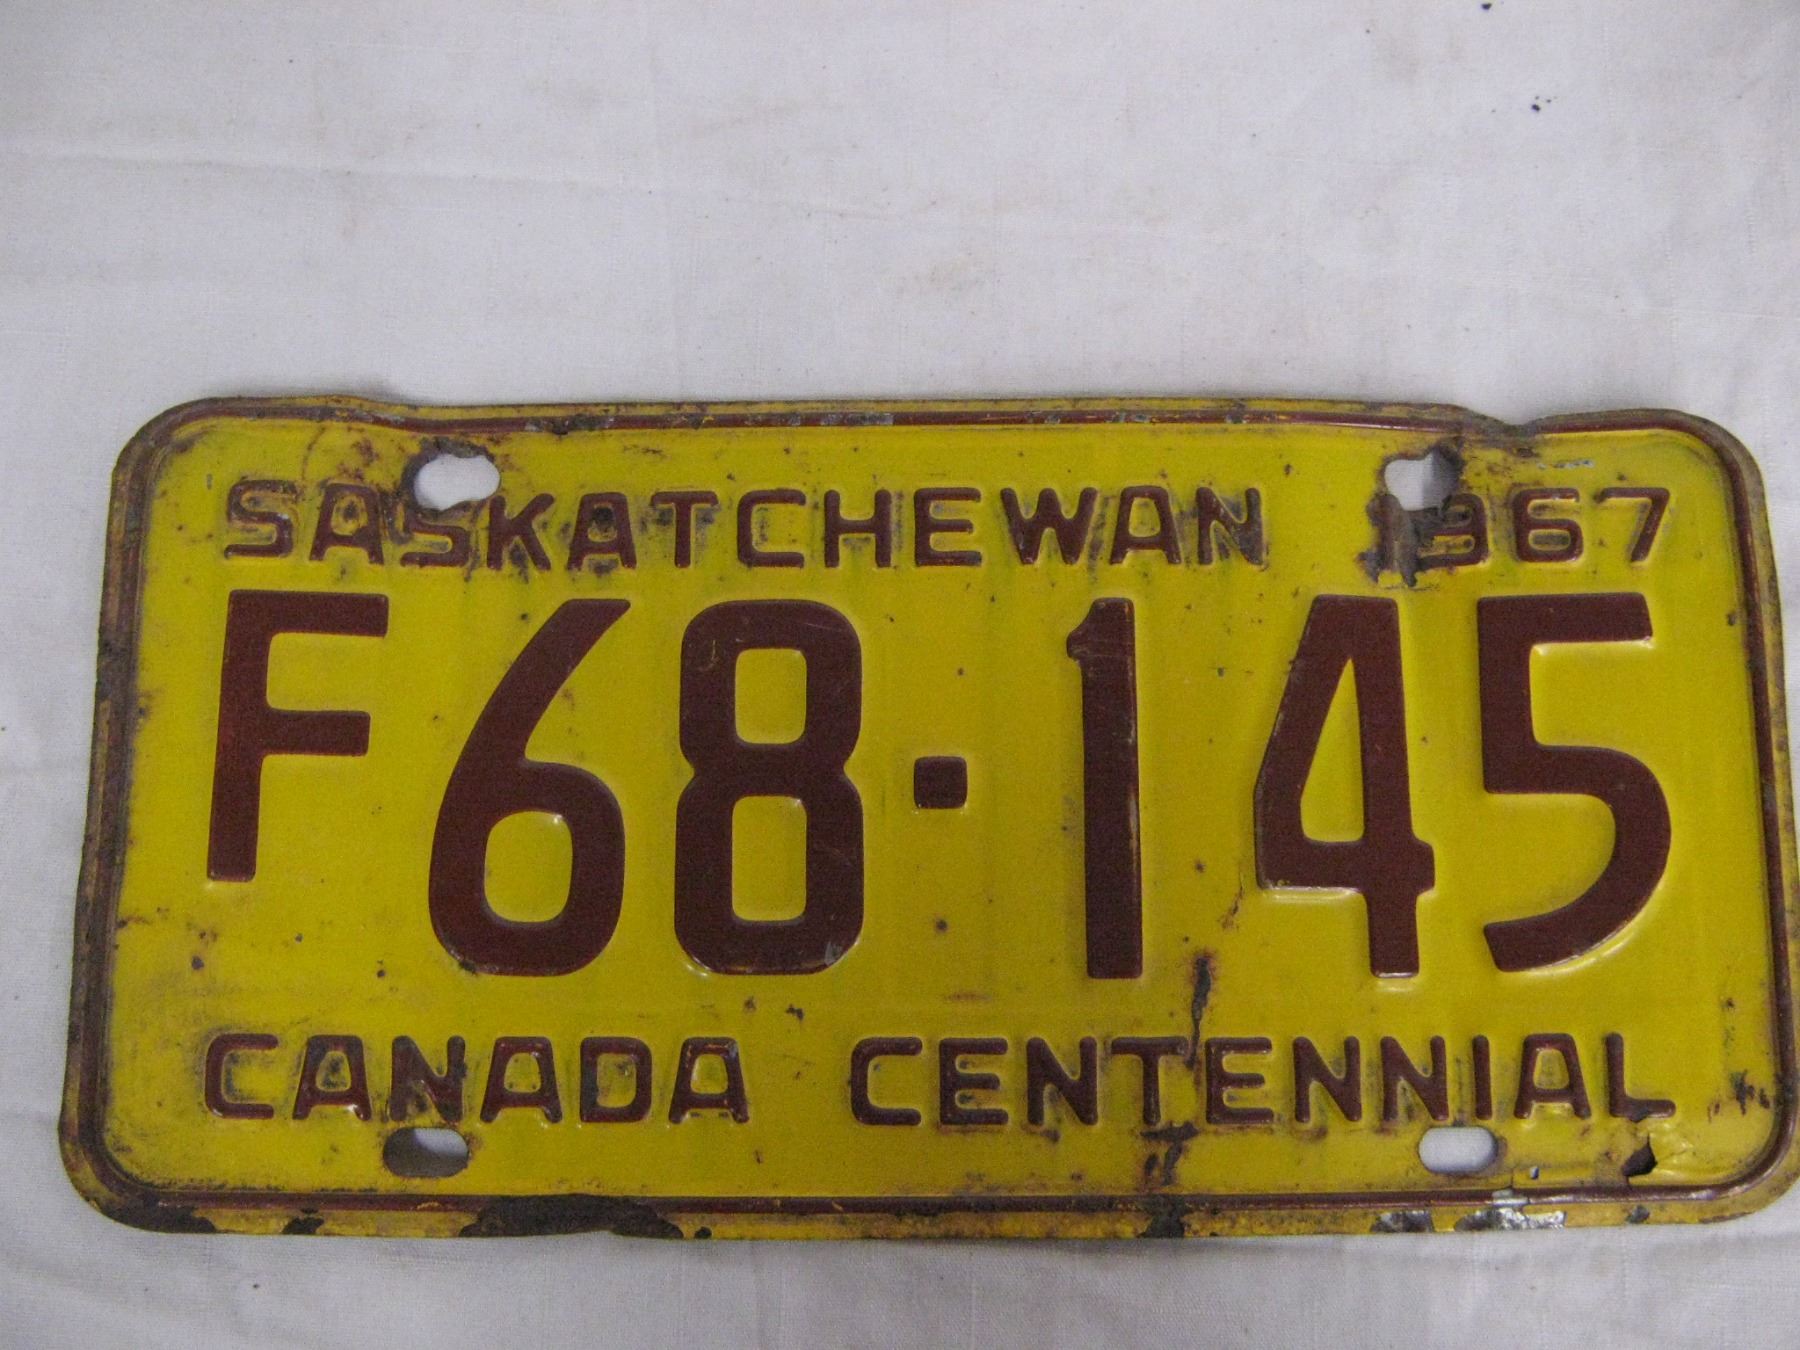 SASKATCHEWAN 1967
F68·145
CANADA CENTENNIAL